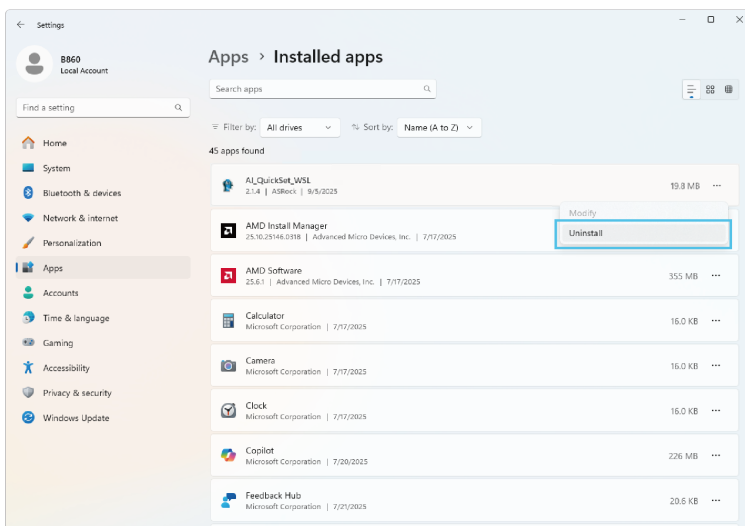 Settings
B860
Local Account
Find a setting
Home
System
Bluetooth & devices
Network & internet
Personalization
Apps
Accounts
Time & language
Gaming
Accessibility
Privacy & security
Windows Update
Apps > Installed apps
Search apps
Filter by: All drives Sort by: Name (A to Z)
45 apps found
AI_QuickSet_WSL
2.1.4 | ASRock | 9/5/2025
19.8 MB
Modify
Uninstall
AMD Install Manager
25.10.25146.0318 | Advanced Micro Devices, Inc. | 7/17/2025
AMD Software
25.6.1 | Advanced Micro Devices, Inc. | 7/17/2025
355 MB
Calculator
Microsoft Corporation | 7/17/2025
16.0 KB
Camera
Microsoft Corporation | 7/17/2025
16.0 KB
Clock
Microsoft Corporation | 7/17/2025
16.0 KB
Copilot
Microsoft Corporation | 7/20/2025
226 MB
Feedback Hub
Microsoft Corporation | 7/21/2025
20.6 KB